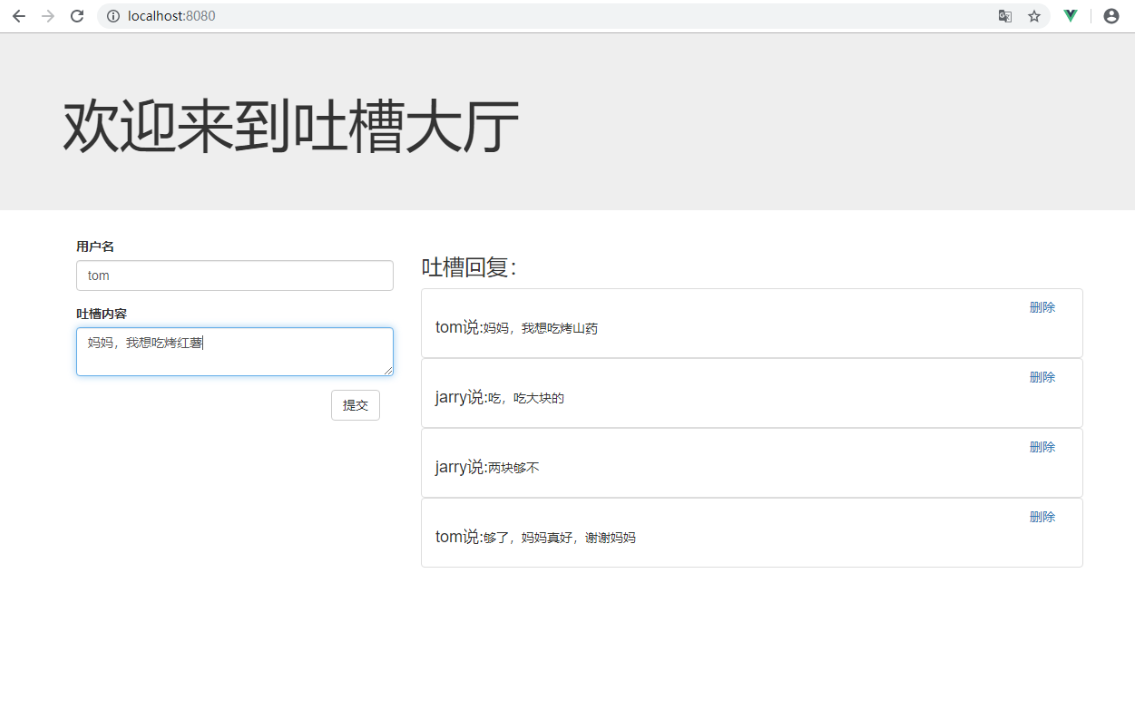 localhost:8080
欢迎来到吐槽大厅
用户名
tom
吐槽内容
妈妈，我想吃烤红薯
提交
吐槽回复：
删除
tom说:妈妈，我想吃烤山药
删除
jarry说:吃，吃大块的
删除
jarry说:两块够不
删除
tom说:够了，妈妈真好，谢谢妈妈